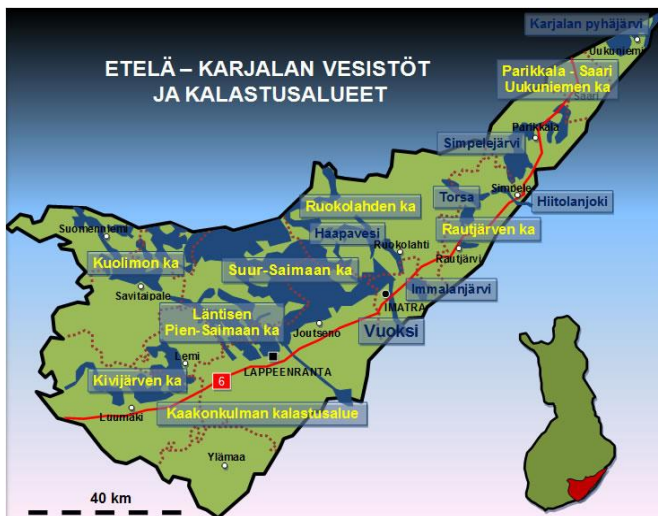 Karjalan pyhäjärvi
Uukuniemi
ETELÄ – KARJALAN VESISTÖT
JA KALASTUSALUEET
Parikkala - Saari
Uukuniemen ka
Saari
Parikkala
Simpelejärvi
Simpele
Torsa
Hiitolanjoki
Ruokolahden ka
Haapavesi
Ruokolahti
Rautjärven ka
Rautjärvi
Suomenniemi
Kuolimon ka
Suur-Saimaan ka
Savitaipale
Immalanjärvi
IMATRA
Läntisen
Pien-Saimaan ka
Joutseno
Vuoksi
Lemi
LAPPEENRANTA
Kivijärven ka
6
Luumäki
Kaakonkulman kalastusalue
Ylämaa
40 km